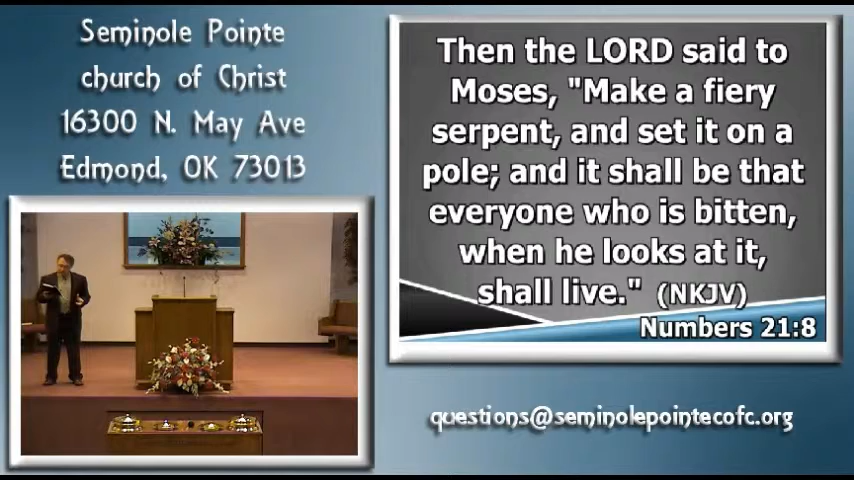 Seminole Pointe
church of Christ
16300 N. May Ave
Edmond, OK 73013
Then the LORD said to
Moses, "Make a fiery
serpent, and set it on a
pole; and it shall be that
everyone who is bitten,
when he looks at it,
shall live." (NKJV)
Numbers 21:8
questions@seminolepointecofc.org